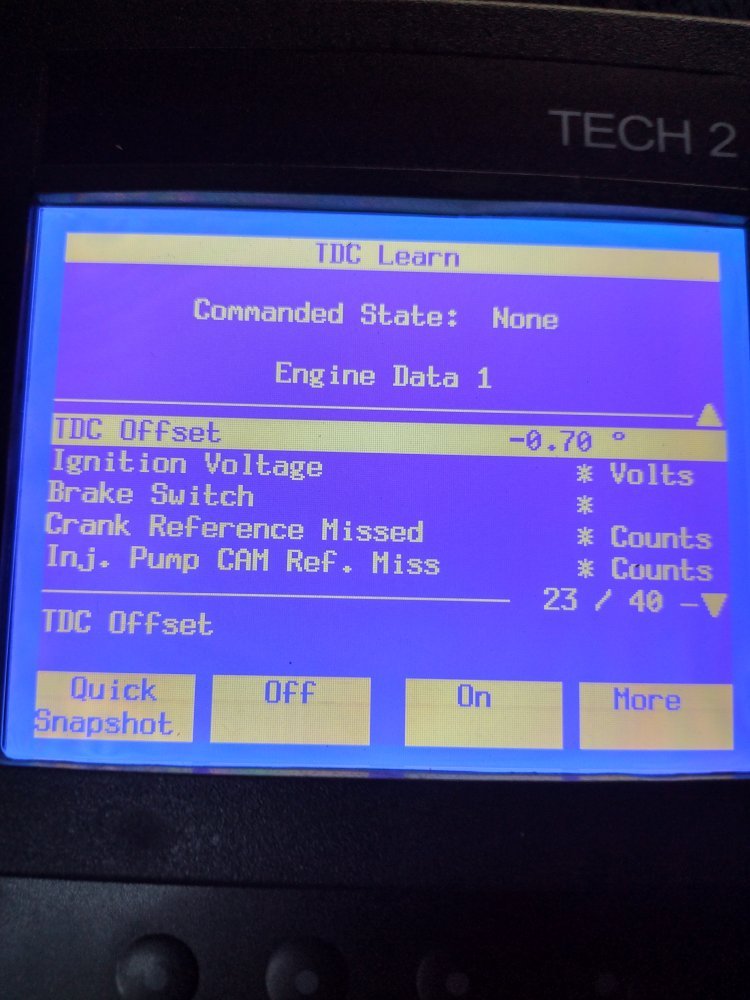 TECH 2
TDC Learn
Commanded State: None
Engine Data 1
TDC Offset -0.70 °
Ignition Voltage * Volts
Brake Switch *
Crank Reference Missed * Counts
Inj. Pump CAM Ref. Miss * Counts
23 / 40
TDC Offset
Quick Snapshot Off On More